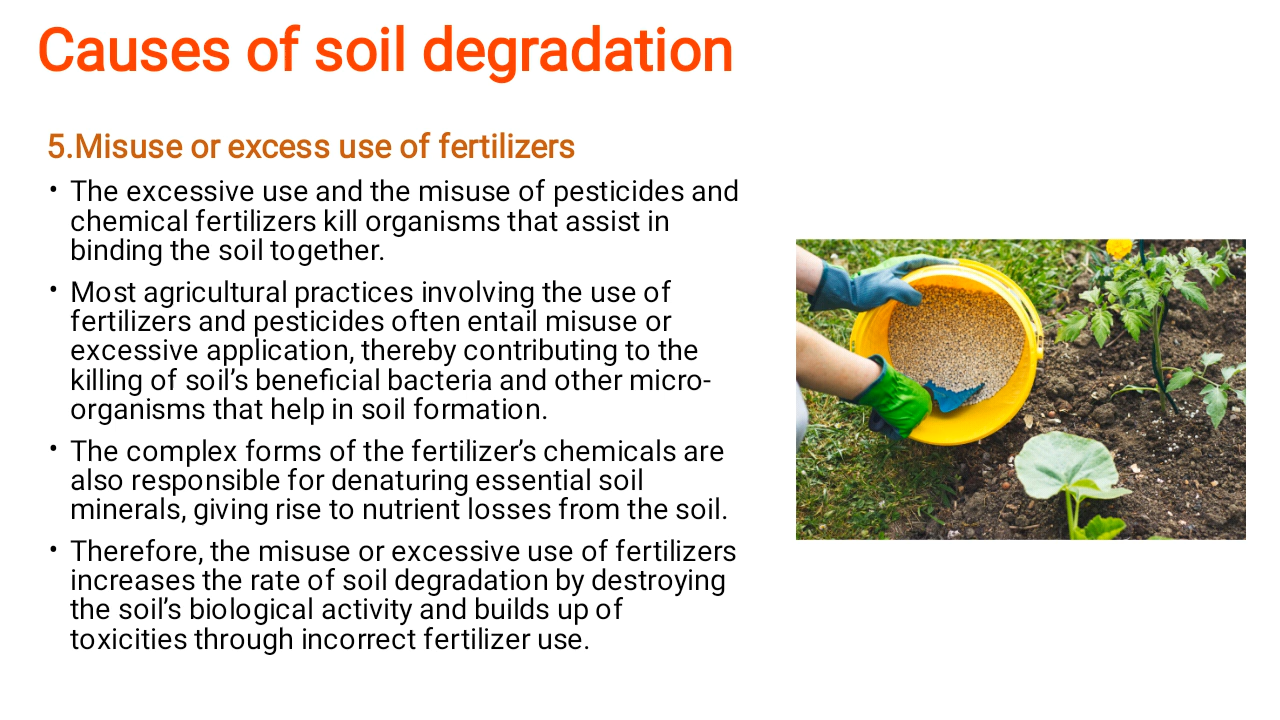 Causes of soil degradation
5.Misuse or excess use of fertilizers
• The excessive use and the misuse of pesticides and
chemical fertilizers kill organisms that assist in
binding the soil together.
• Most agricultural practices involving the use of
fertilizers and pesticides often entail misuse or
excessive application, thereby contributing to the
killing of soil’s beneficial bacteria and other micro-
organisms that help in soil formation.
• The complex forms of the fertilizer’s chemicals are
also responsible for denaturing essential soil
minerals, giving rise to nutrient losses from the soil.
• Therefore, the misuse or excessive use of fertilizers
increases the rate of soil degradation by destroying
the soil’s biological activity and builds up of
toxicities through incorrect fertilizer use.